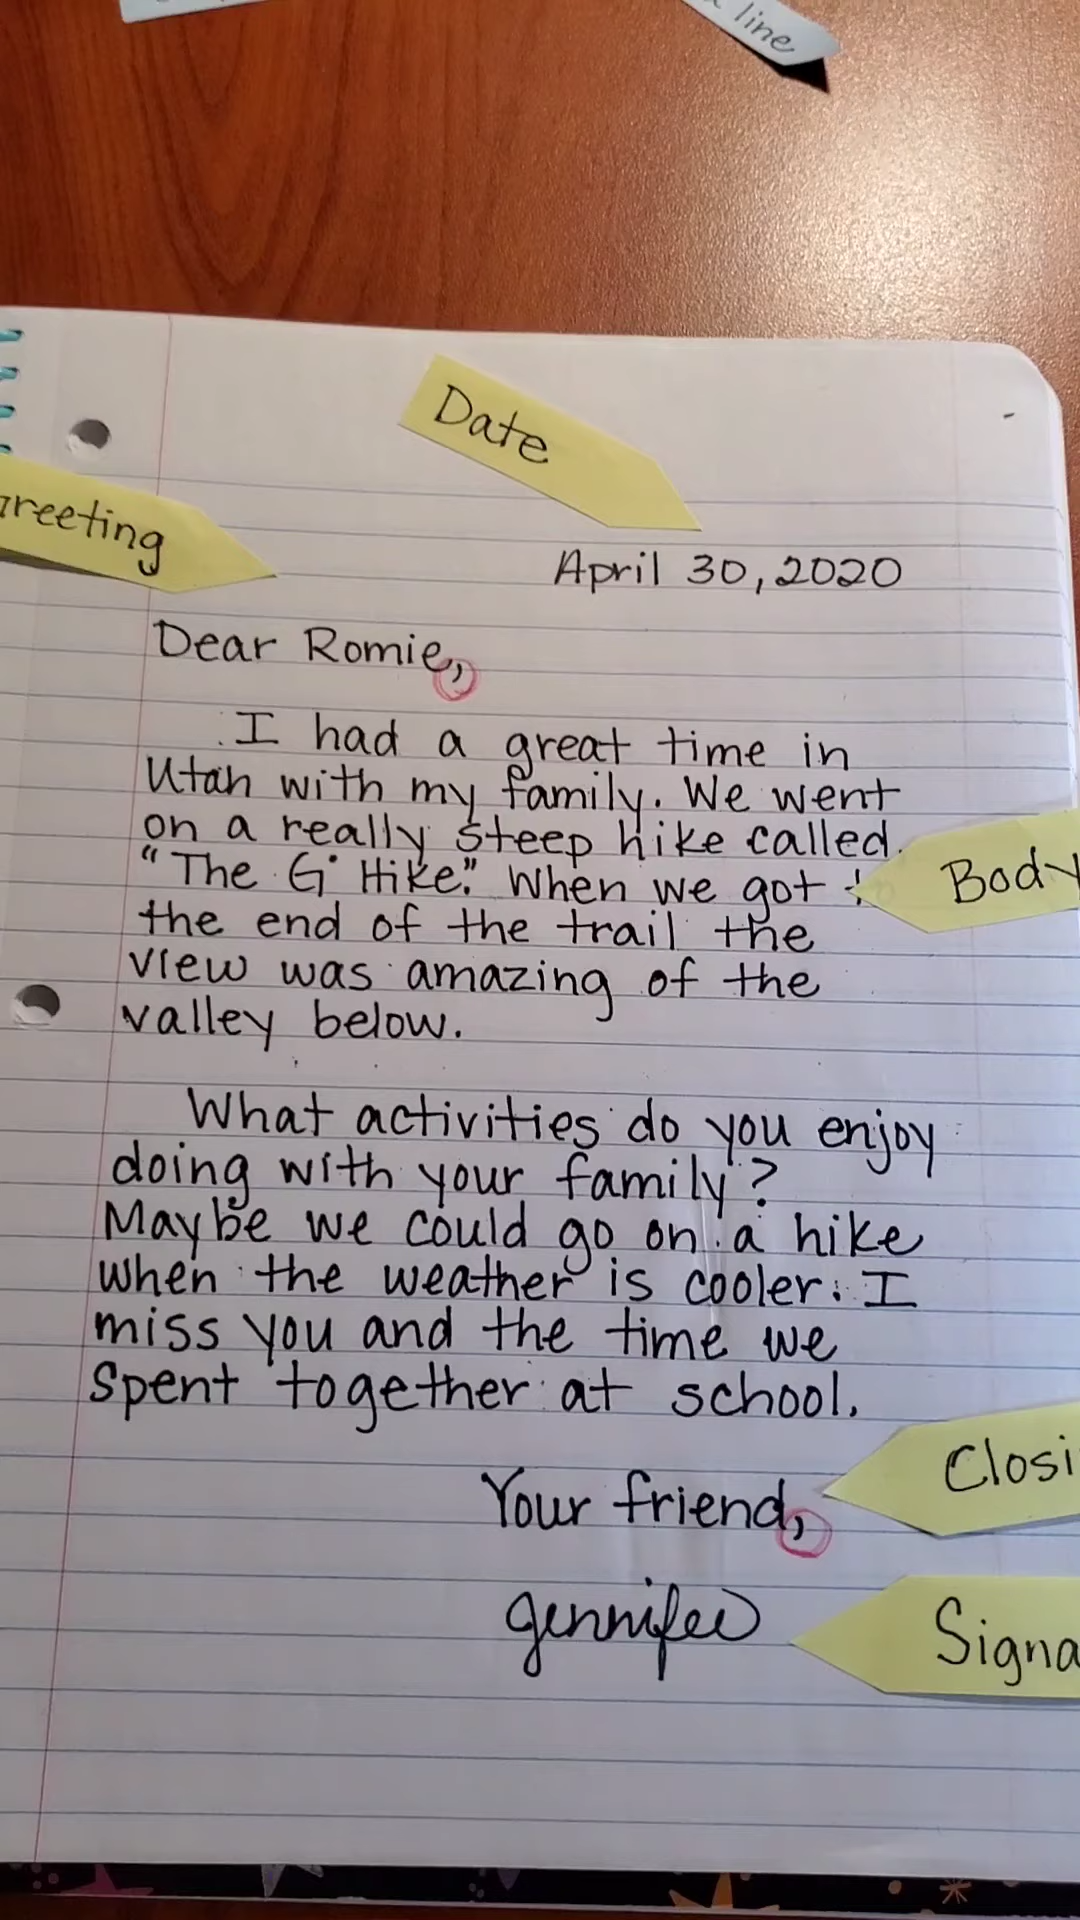 line
Date
reeting
April 30, 2020
Dear Romie,
I had a great time in
Utah with my family. We went
on a really steep hike called
"The G Hike." When we got
Body
the end of the trail the
view was amazing of the
valley below.
What activities do you enjoy
doing with your family?
Maybe we could go on a hike
when the weather is cooler. I
miss you and the time we
spent together at school.
Closi
Your friend,
Jennifer
Signa